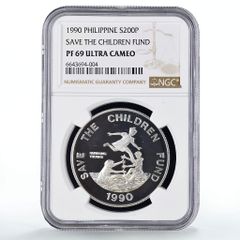 1990 PHILIPPINE S200P
SAVE THE CHILDREN FUND
PF 69 ULTRA CAMEO
6643694-004
NGC
NUMISMATIC GUARANTY COMPANY
SAVE THE CHILDREN FUND
1990